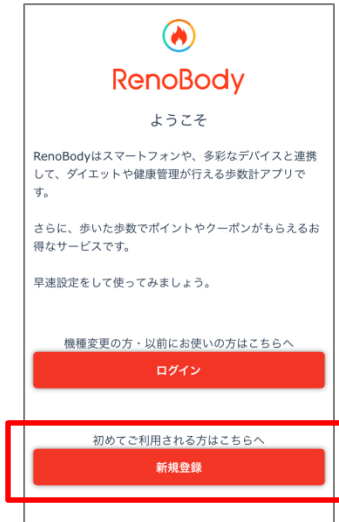 RenoBody
ようこそ
RenoBodyはスマートフォンや、多彩なデバイスと連携
して、ダイエットや健康管理が行える歩数計アプリで
す。
さらに、歩いた歩数でポイントやクーポンがもらえるお
得なサービスです。
早速設定をして使ってみましょう。
機種変更の方・以前にお使いの方はこちらへ
ログイン
初めてご利用される方はこちらへ
新規登録